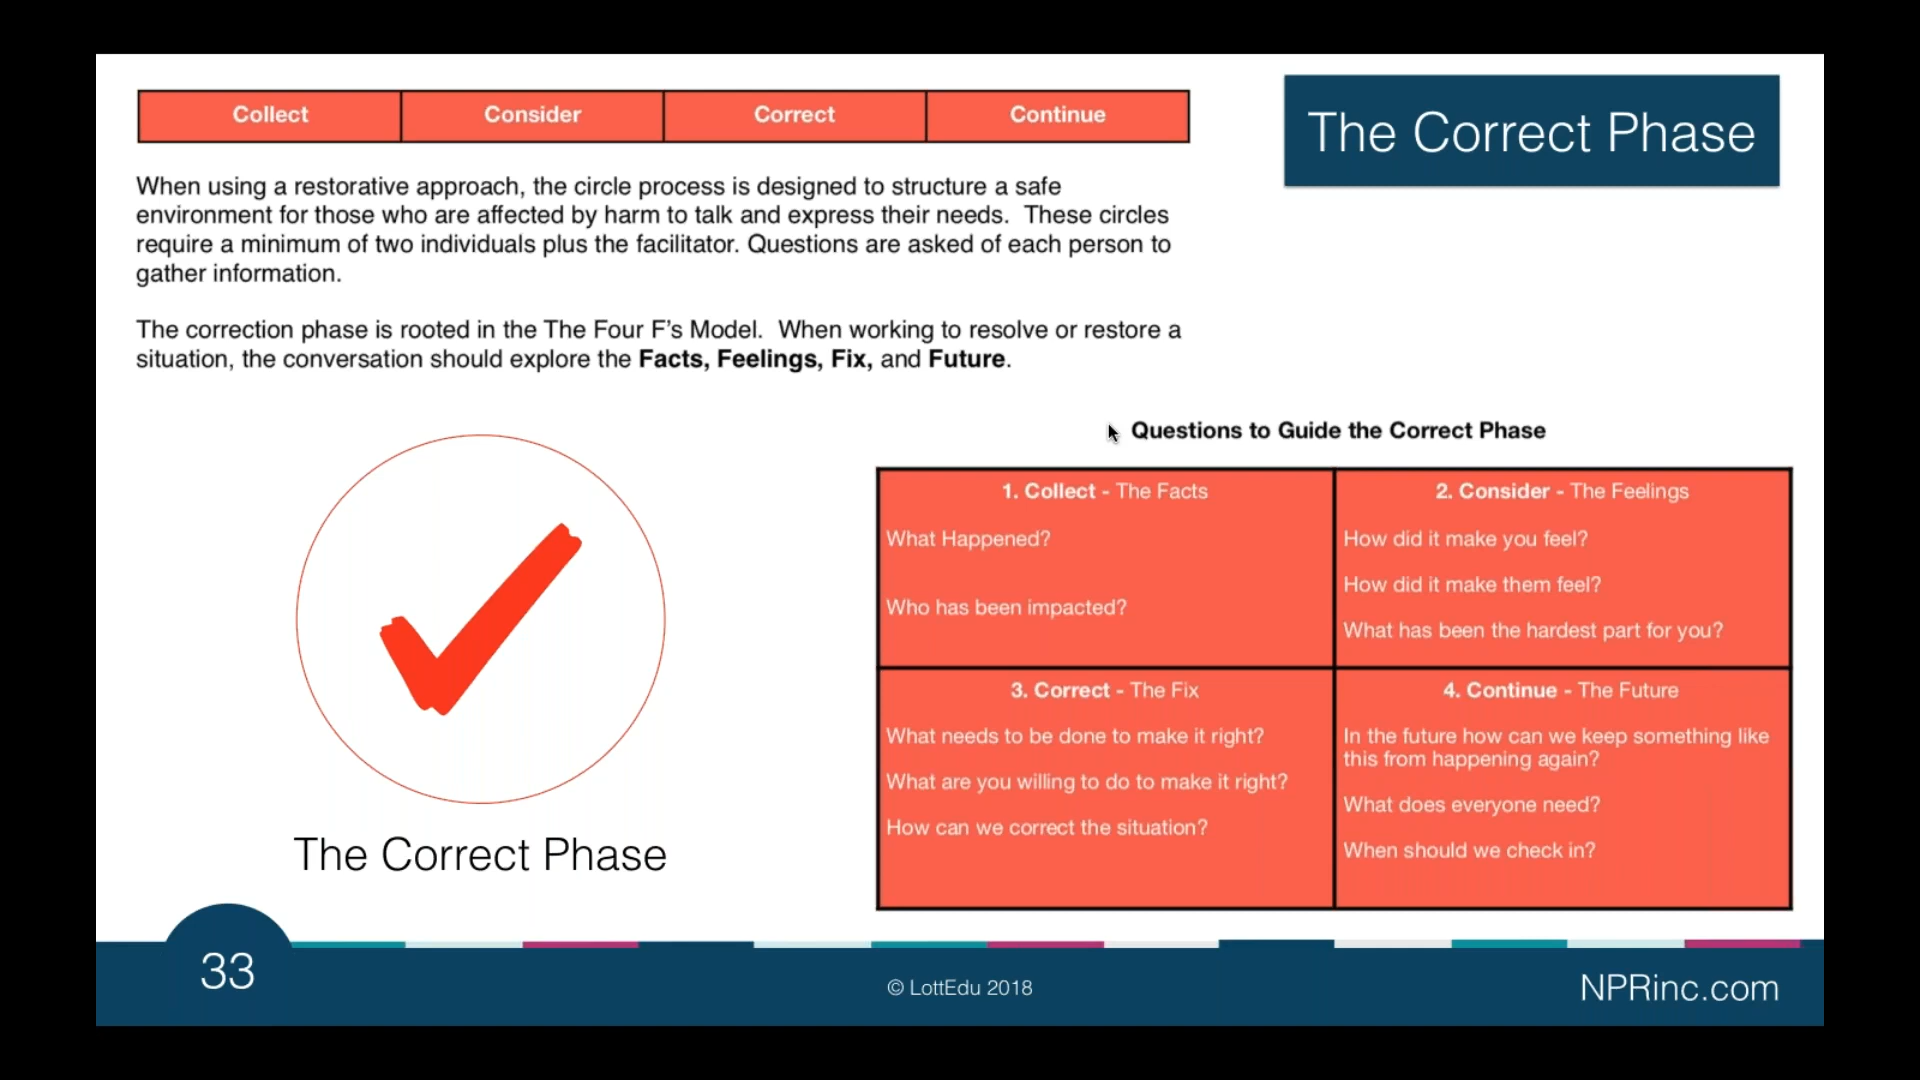 Collect Consider Correct Continue
The Correct Phase
When using a restorative approach, the circle process is designed to structure a safe
environment for those who are affected by harm to talk and express their needs.  These circles
require a minimum of two individuals plus the facilitator. Questions are asked of each person to
gather information.
The correction phase is rooted in the The Four F's Model.  When working to resolve or restore a
situation, the conversation should explore the Facts, Feelings, Fix, and Future.
Questions to Guide the Correct Phase
1. Collect - The Facts
What Happened?
Who has been impacted?
2. Consider - The Feelings
How did it make you feel?
How did it make them feel?
What has been the hardest part for you?
3. Correct - The Fix
What needs to be done to make it right?
What are you willing to do to make it right?
How can we correct the situation?
4. Continue - The Future
In the future how can we keep something like
this from happening again?
What does everyone need?
When should we check in?
The Correct Phase
33
© LottEdu 2018
NPRinc.com